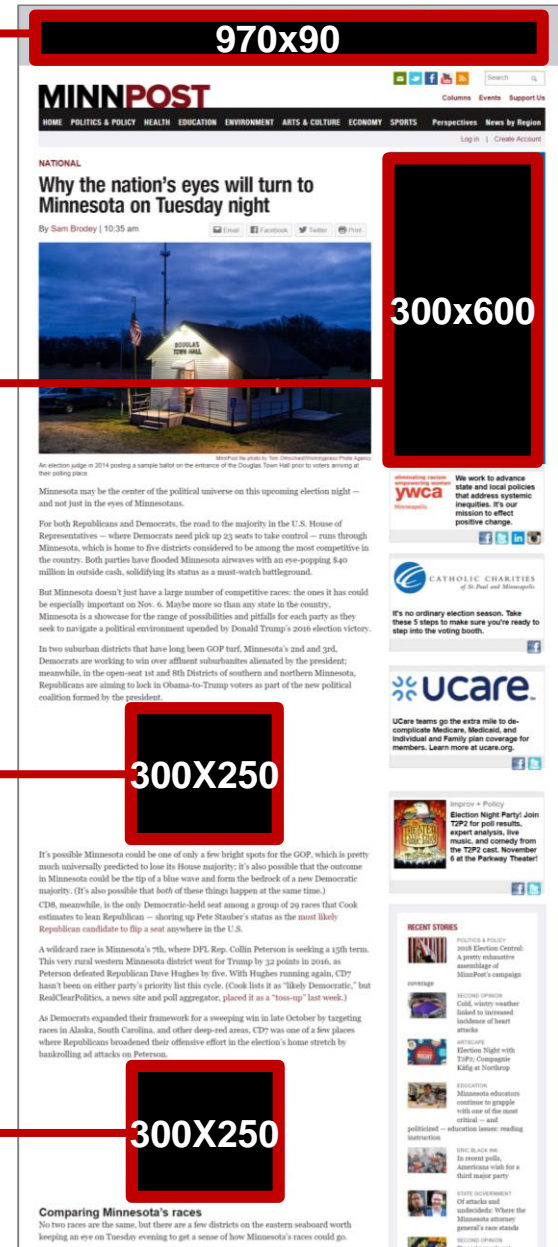 970x90
Search
Columns Events Support Us
MINNPOST
HOME POLITICS & POLICY HEALTH EDUCATION ENVIRONMENT ARTS & CULTURE ECONOMY SPORTS Perspectives News by Region
Log in | Create Account
NATIONAL
Why the nation's eyes will turn to
Minnesota on Tuesday night
By Sam Brodey | 10:35 am
Email Facebook Twitter Print
DOUGLAS
TOWN HALL
MinnPost file photo by Tom
An election judge in 2014 posting a sample ballot on the entrance of the Douglas Town Hall prior to voters arriving at
their polling place
Minnesota may be the center of the political universe on this upcoming election night —
and not just in the eyes of Minnesotans.
For both Republicans and Democrats, the road to the majority in the U.S. House of
Representatives — where Democrats need pick up 23 seats to take control — runs through
Minnesota, which is home to five districts considered to be among the most competitive in
the country. Both parties have flooded Minnesota airwaves with an eye-popping $40
million in outside cash, solidifying its status as a must-watch battleground.
But Minnesota doesn't just have a large number of competitive races: the ones it has could
be especially important on Nov. 6. Maybe more so than any state in the country,
Minnesota is a showcase for the range of possibilities and pitfalls for each party as they
seek to navigate a political environment upended by Donald Trump's 2016 election victory.
In two suburban districts that have long been GOP turf, Minnesota's 2nd and 3rd,
Democrats are working to win over affluent suburbanites alienated by the president;
meanwhile, in the open-seat 1st and 8th Districts of southern and northern Minnesota,
Republicans are aiming to lock in Obama-to-Trump voters as part of the new political
coalition formed by the president.
300X250
It's possible Minnesota could be one of only a few bright spots for the GOP, which is pretty
much universally predicted to lose its House majority; it's also possible that the outcome
in Minnesota could be the tip of a blue wave and form the bedrock of a new Democratic
majority. (It's also possible that both of these things happen at the same time.)
CD8, meanwhile, is the only Democratic-held seat among a group of 29 races that Cook
estimates to lean Republican — shoring up Pete Stauber's status as the most likely
Republican candidate to flip a seat anywhere in the U.S.
A wildcard race is Minnesota's 7th, where DFL Rep. Collin Peterson is seeking a 15th term.
This very rural western Minnesota district went for Trump by 32 points in 2016, as
Peterson defeated Republican Dave Hughes by five. With Hughes running again, CD7
hasn't been on either party's priority list this cycle. (Cook lists it as "likely Democratic," but
RealClearPolitics, a news site and poll aggregator, placed it as a "toss-up" last week.)
As Democrats expanded their framework for a sweeping win in late October by targeting
races in Alaska, South Carolina, and other deep-red areas, CD7 was one of a few places
where Republicans broadened their offensive effort in the election's home stretch by
bankrolling ad attacks on Peterson.
300X250
Comparing Minnesota's races
No two races are the same, but there are a few districts on the eastern seaboard worth
keeping an eye on Tuesday evening to get a sense of how Minnesota's races could go.
300x600
eliminating racism
empowering women
ywca
Minneapolis
We work to advance
state and local policies
that address systemic
inequities. It's our
mission to effect
positive change.
CATHOLIC CHARITIES
of St. Paul and Minneapolis
It's no ordinary election season. Take
these 5 steps to make sure you're ready to
step into the voting booth.
ucare
UCare teams go the extra mile to de-
complicate Medicare, Medicaid, and
Individual and Family plan coverage for
members. Learn more at ucare.org.
THEATER
Improv + Policy
Election Night Party! Join
T2P2 for poll results,
expert analysis, live
music, and comedy from
the T2P2 cast. November
6 at the Parkway Theater!
RECENT STORIES
POLITICS & POLICY
2018 Election Central:
A pretty exhaustive
assemblage of
MinnPost's campaign
coverage
SECOND OPINION
Cold, wintry weather
linked to increased
incidence of heart
attacks
ARTSCAPE
Election Night with
T2P2; Compagnie
Käfig at Northrop
EDUCATION
Minnesota educators
continue to grapple
with one of the most
critical — and
politicized — education issues: reading
instruction
ERIC BLACK INK
In recent polls,
Americans wish for a
third major party
STATE GOVERNMENT
Of attacks and
undecideds: Where the
Minnesota attorney
general's race stands
SECOND OPINION